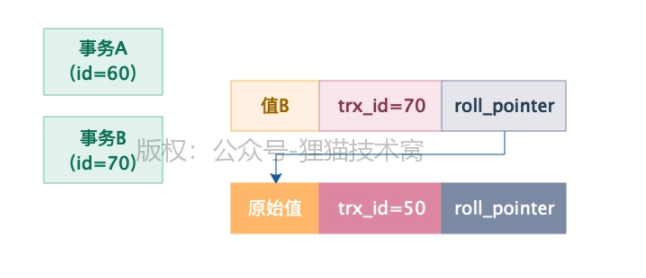 事务A
（id=60）
值B
trx_id=70
roll_pointer
事务B
（id=70）
版权：公众号-狸猫技术窝
原始值
trx_id=50
roll_pointer